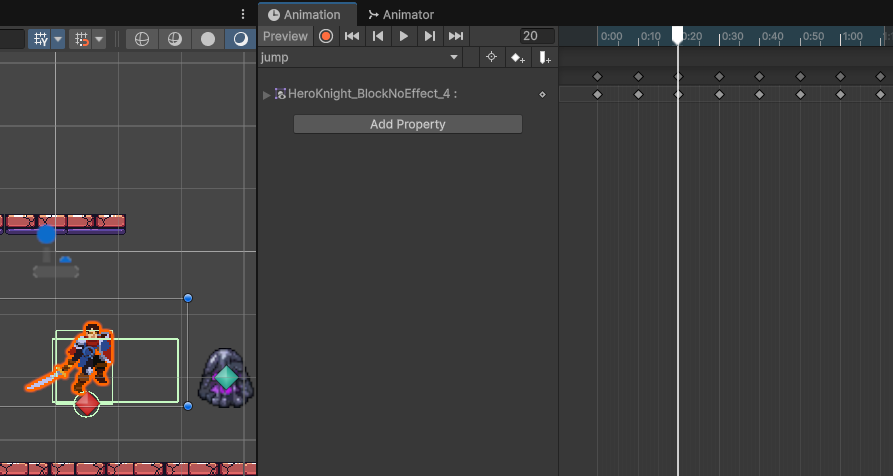 Animation
Animator
Preview
20
0:00
0:10
0:20
0:30
0:40
0:50
1:00
jump
HeroKnight_BlockNoEffect_4 :
Add Property